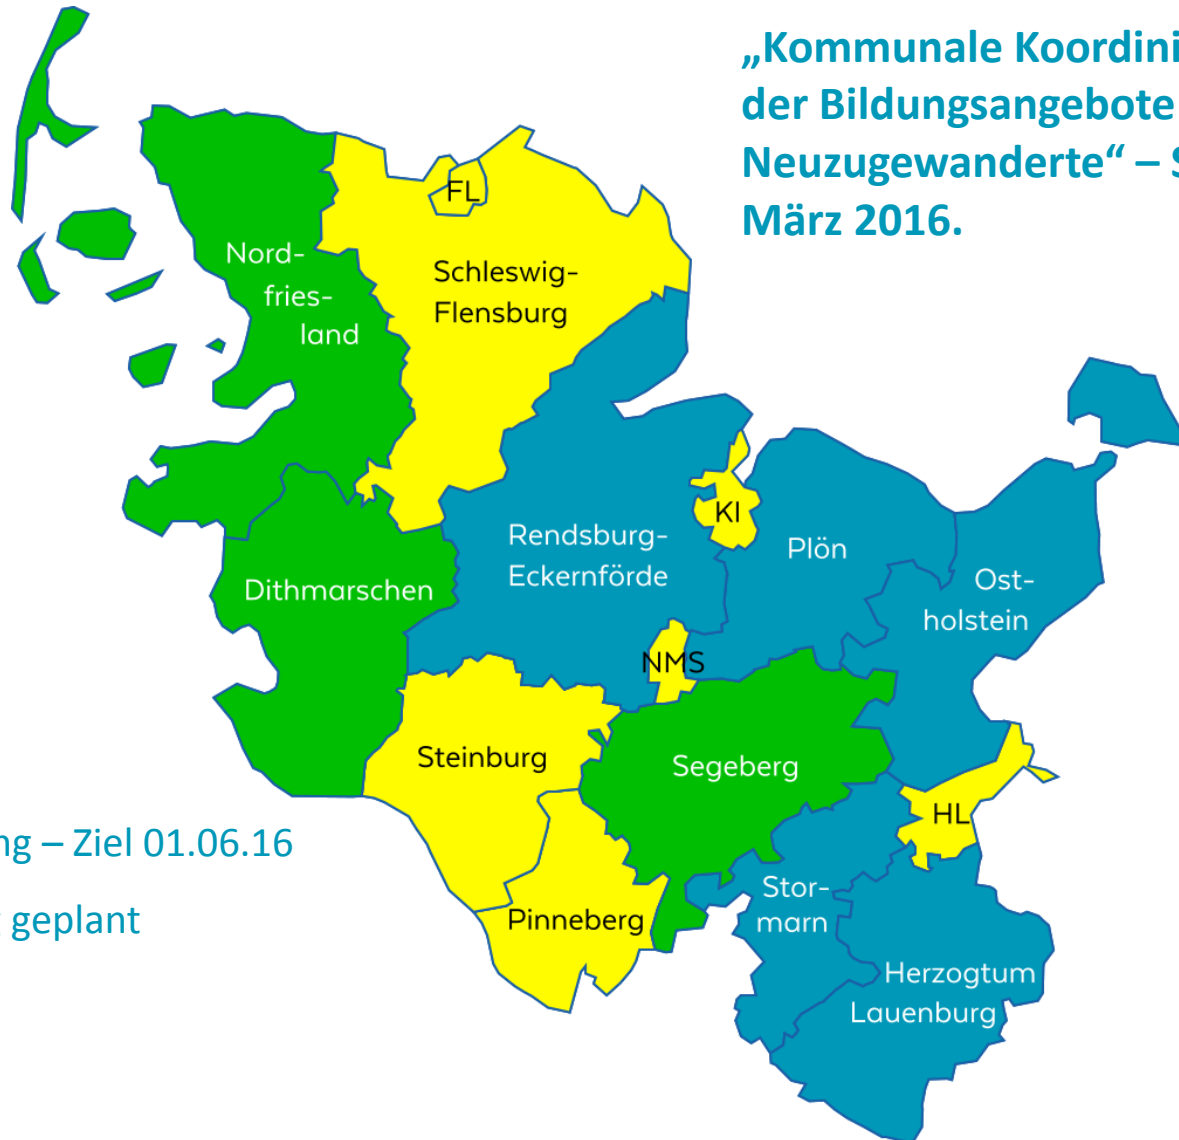 „Kommunale Koordini
der Bildungsangebote
Neuzugewanderte“ – S
März 2016.
FL
Nord-
fries-
land
Schleswig-
Flensburg
KI
Rendsburg-
Eckernförde
Plön
Ost-
holstein
Dithmarschen
NMS
Steinburg
Segeberg
HL
ng – Ziel 01.06.16
Stor-
marn
geplant
Pinneberg
Herzogtum
Lauenburg